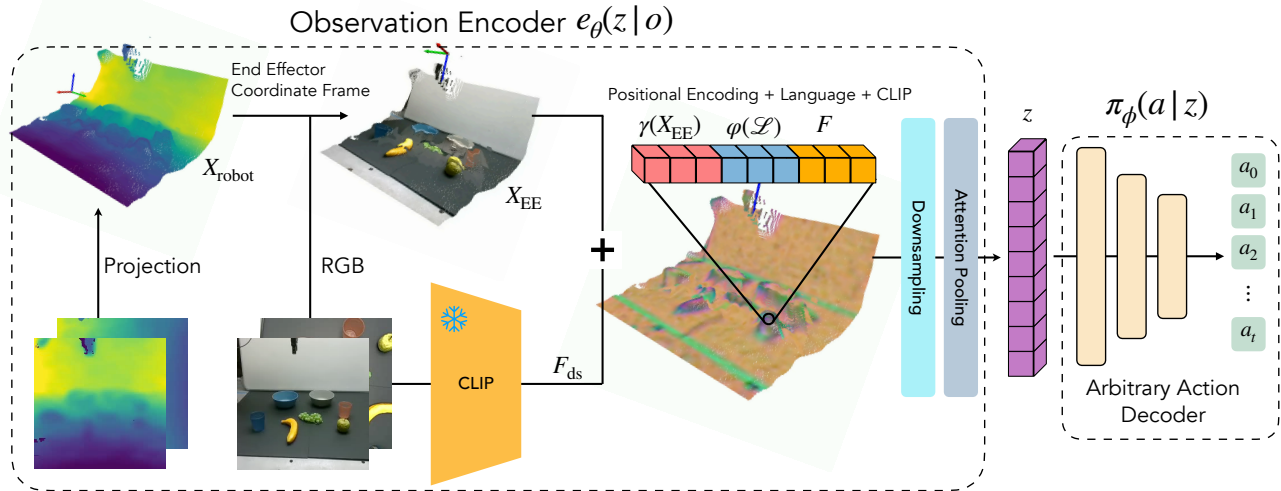 Observation Encoder e_θ(z|o)
End Effector
Coordinate Frame
X_robot
X_EE
Projection
RGB
CLIP
F_ds
+
Positional Encoding + Language + CLIP
γ(X_EE) φ(ℒ) F
Downsampling
Attention Pooling
z
π_ϕ(a|z)
a_0
a_1
a_2
⋮
a_t
Arbitrary Action
Decoder